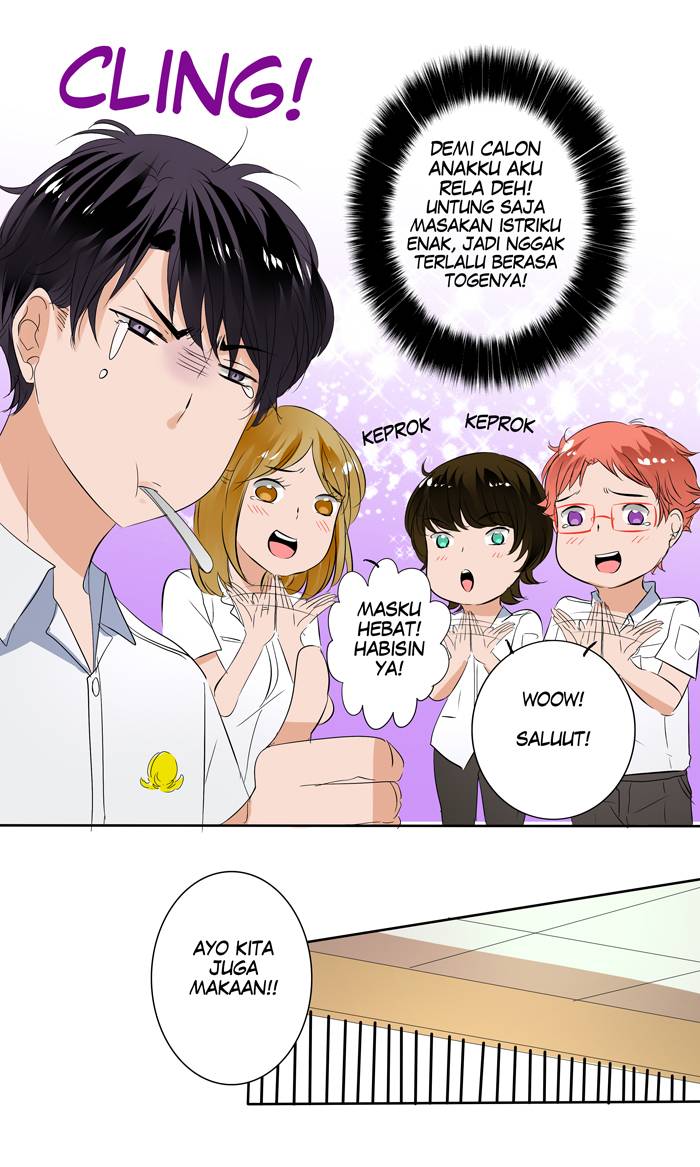 CLING!
DEMI CALON
ANAKKU AKU
RELA DEH!
UNTUNG SAJA
MASAKAN ISTRIKU
ENAK, JADI NGGAK
TERLALU BERASA
TOGENYA!
KEPROK
KEPROK
MASKU
HEBAT!
HABISIN
YA!
WOOW!
SALUUT!
AYO KITA
JUGA
MAKAAN!!